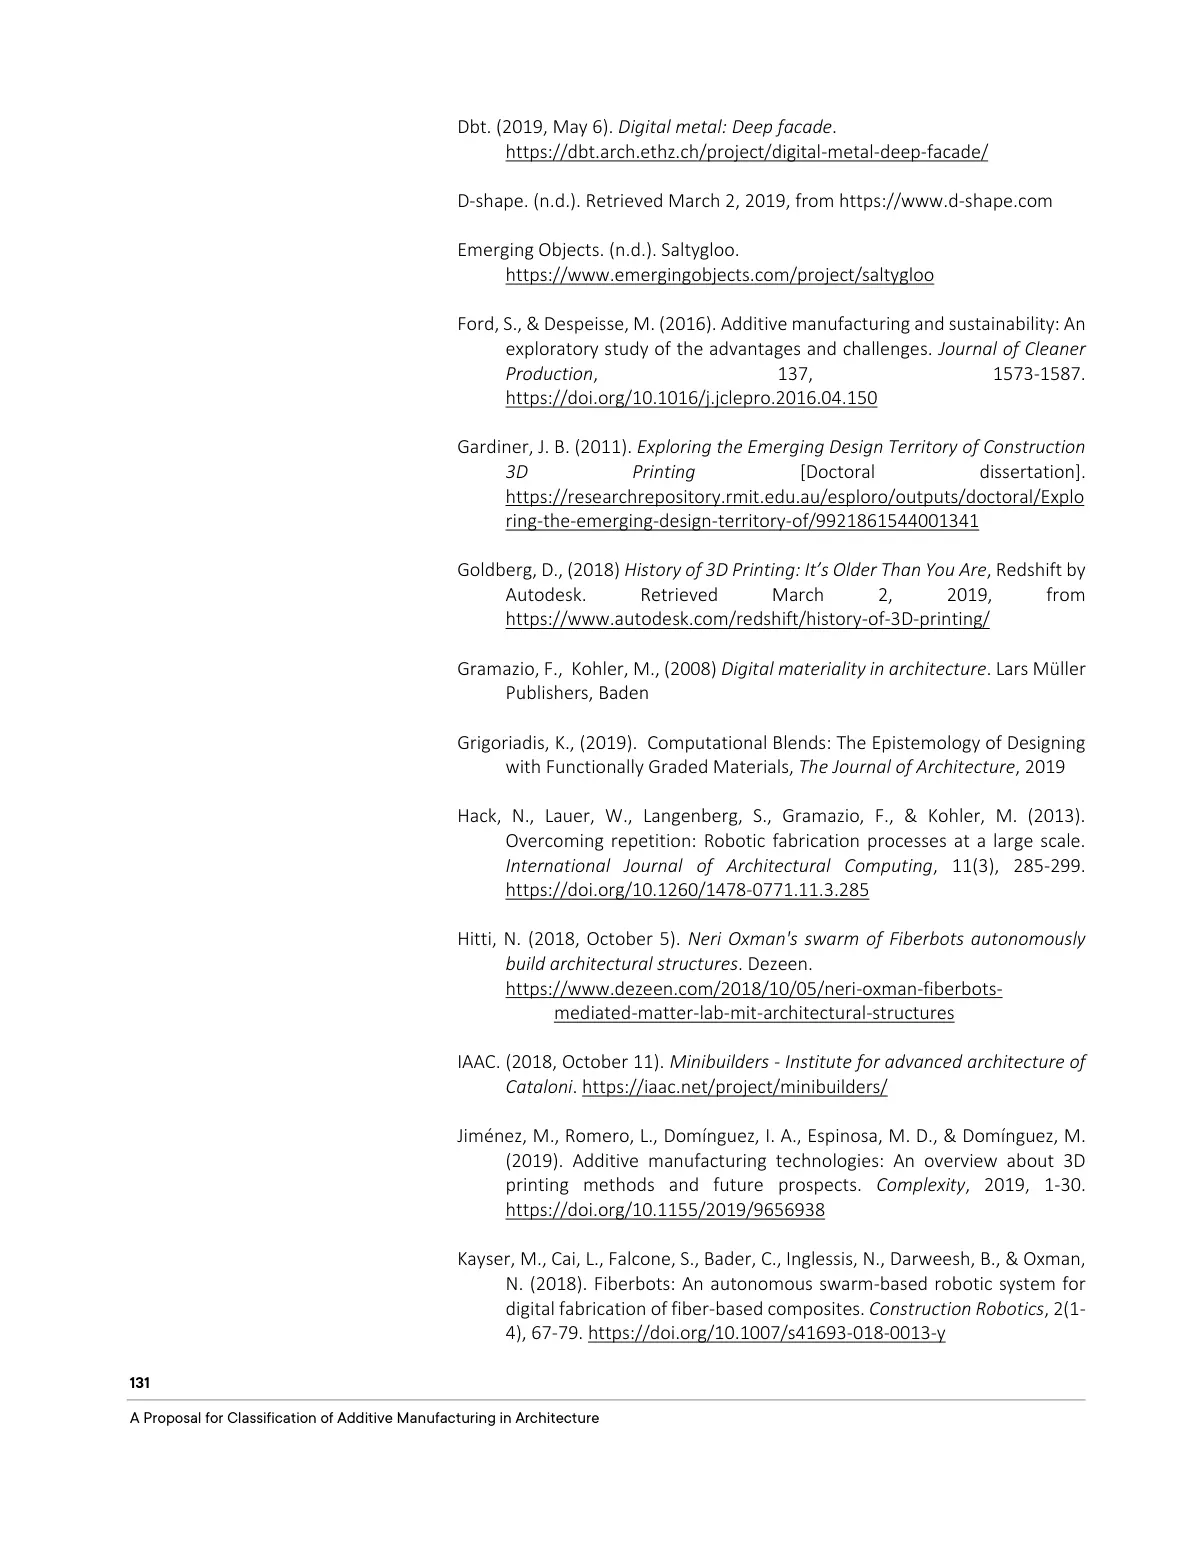 Dbt. (2019, May 6). Digital metal: Deep facade.
https://dbt.arch.ethz.ch/project/digital-metal-deep-facade/
D-shape. (n.d.). Retrieved March 2, 2019, from https://www.d-shape.com
Emerging Objects. (n.d.). Saltygloo.
https://www.emergingobjects.com/project/saltygloo
Ford, S., & Despeisse, M. (2016). Additive manufacturing and sustainability: An
exploratory study of the advantages and challenges. Journal of Cleaner
Production, 137, 1573-1587.
https://doi.org/10.1016/j.jclepro.2016.04.150
Gardiner, J. B. (2011). Exploring the Emerging Design Territory of Construction
3D Printing [Doctoral dissertation].
https://researchrepository.rmit.edu.au/esploro/outputs/doctoral/Explo
ring-the-emerging-design-territory-of/9921861544001341
Goldberg, D., (2018) History of 3D Printing: It’s Older Than You Are, Redshift by
Autodesk. Retrieved March 2, 2019, from
https://www.autodesk.com/redshift/history-of-3D-printing/
Gramazio, F., Kohler, M., (2008) Digital materiality in architecture. Lars Müller
Publishers, Baden
Grigoriadis, K., (2019). Computational Blends: The Epistemology of Designing
with Functionally Graded Materials, The Journal of Architecture, 2019
Hack, N., Lauer, W., Langenberg, S., Gramazio, F., & Kohler, M. (2013).
Overcoming repetition: Robotic fabrication processes at a large scale.
International Journal of Architectural Computing, 11(3), 285-299.
https://doi.org/10.1260/1478-0771.11.3.285
Hitti, N. (2018, October 5). Neri Oxman's swarm of Fiberbots autonomously
build architectural structures. Dezeen.
https://www.dezeen.com/2018/10/05/neri-oxman-fiberbots-
mediated-matter-lab-mit-architectural-structures
IAAC. (2018, October 11). Minibuilders - Institute for advanced architecture of
Cataloni. https://iaac.net/project/minibuilders/
Jiménez, M., Romero, L., Domínguez, I. A., Espinosa, M. D., & Domínguez, M.
(2019). Additive manufacturing technologies: An overview about 3D
printing methods and future prospects. Complexity, 2019, 1-30.
https://doi.org/10.1155/2019/9656938
Kayser, M., Cai, L., Falcone, S., Bader, C., Inglessis, N., Darweesh, B., & Oxman,
N. (2018). Fiberbots: An autonomous swarm-based robotic system for
digital fabrication of fiber-based composites. Construction Robotics, 2(1-
4), 67-79. https://doi.org/10.1007/s41693-018-0013-y
131
A Proposal for Classification of Additive Manufacturing in Architecture